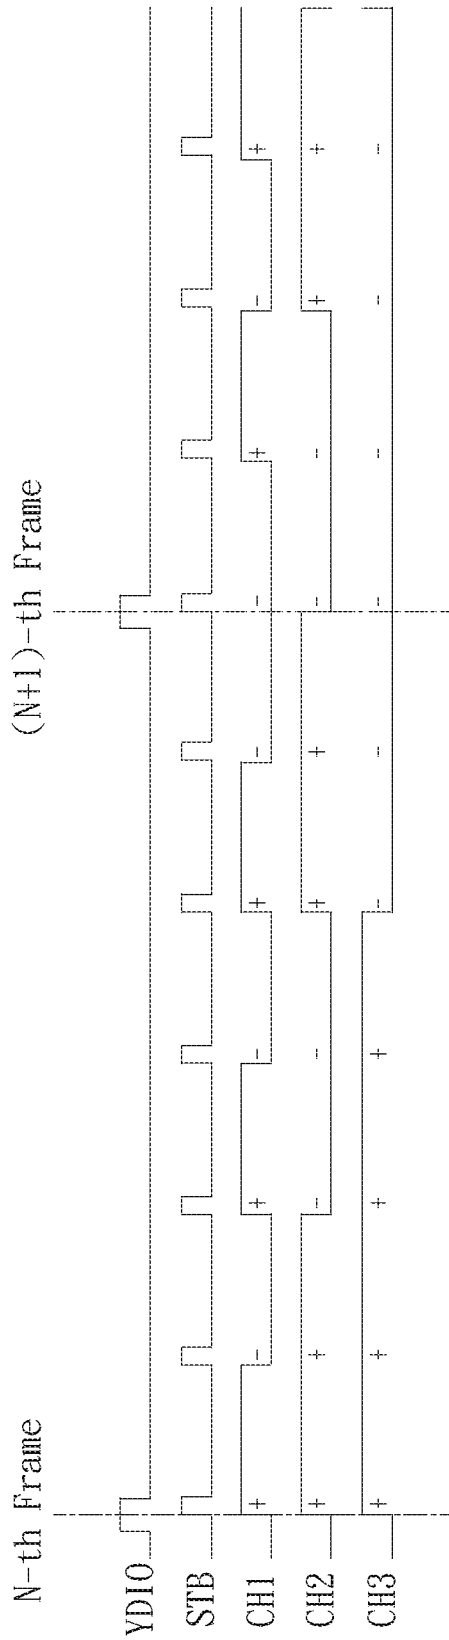 N-th Frame (N+1)-th Frame
YDIO
STB
CH1 + - + - + - - + - +
CH2 + + - - + + - - + +
CH3 + + + + - - - - - -